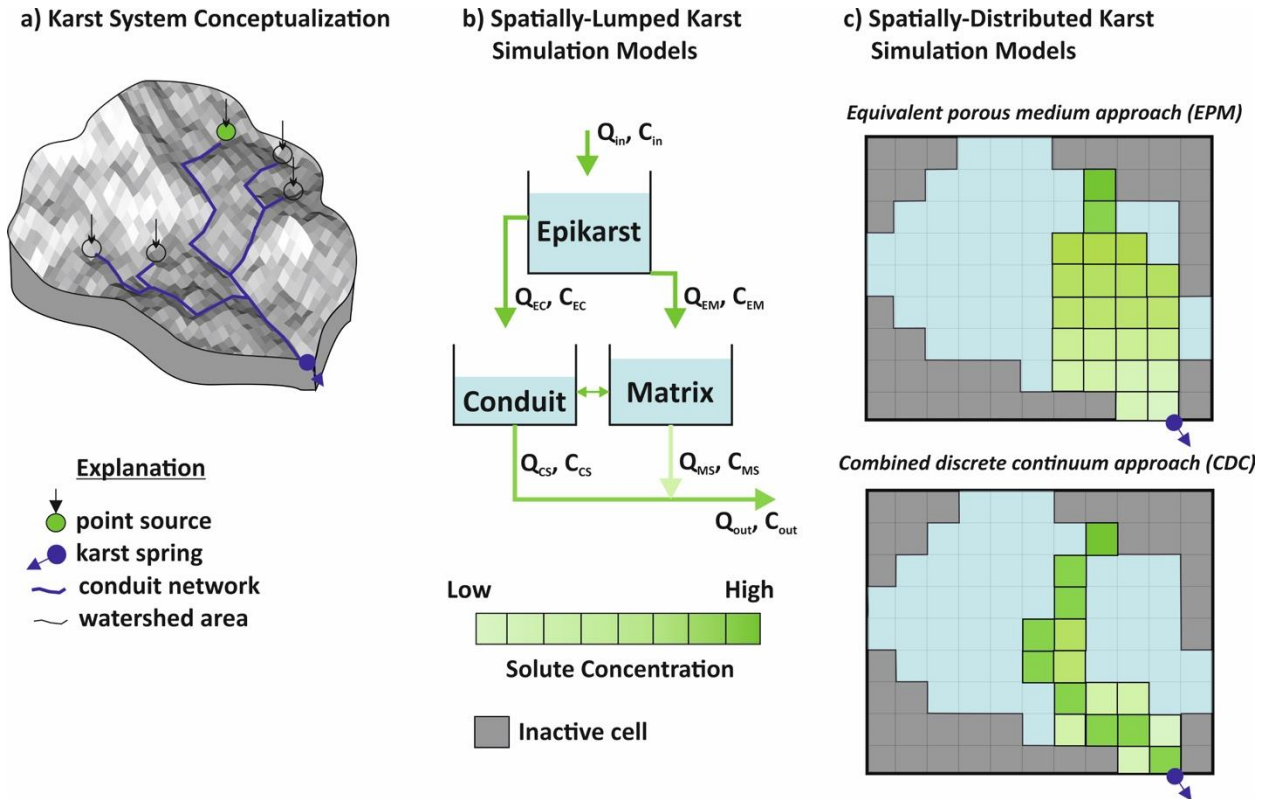 a) Karst System Conceptualization
Explanation
point source
karst spring
conduit network
watershed area
b) Spatially-Lumped Karst
Simulation Models
Qin, Cin
Epikarst
QEC, CEC
QEM, CEM
Conduit
Matrix
QCS, CCS
QMS, CMS
Qout, Cout
Low
High
Solute Concentration
Inactive cell
c) Spatially-Distributed Karst
Simulation Models
Equivalent porous medium approach (EPM)
Combined discrete continuum approach (CDC)